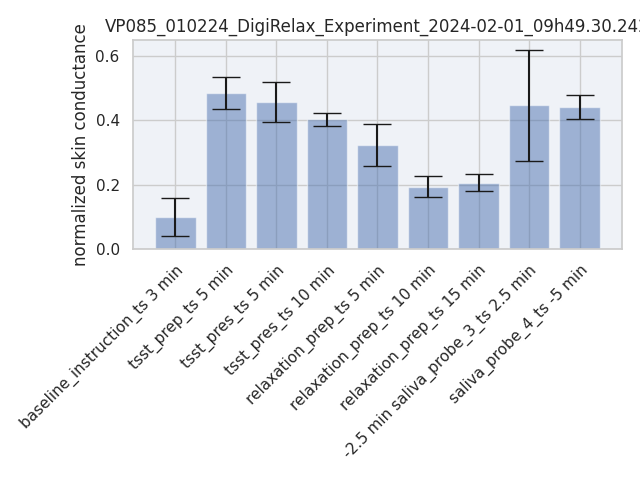 VP085_010224_DigiRelax_Experiment_2024-02-01_09h49.30.24
normalized skin conductance
0.6
0.4
0.2
0.0
baseline_instruction_ts 3 min
tsst_prep_ts 5 min
tsst_pres_ts 5 min
tsst_pres_ts 10 min
relaxation_prep_ts 5 min
relaxation_prep_ts 10 min
relaxation_prep_ts 15 min
-2.5 min saliva_probe_3_ts 2.5 min
saliva_probe_4_ts -5 min